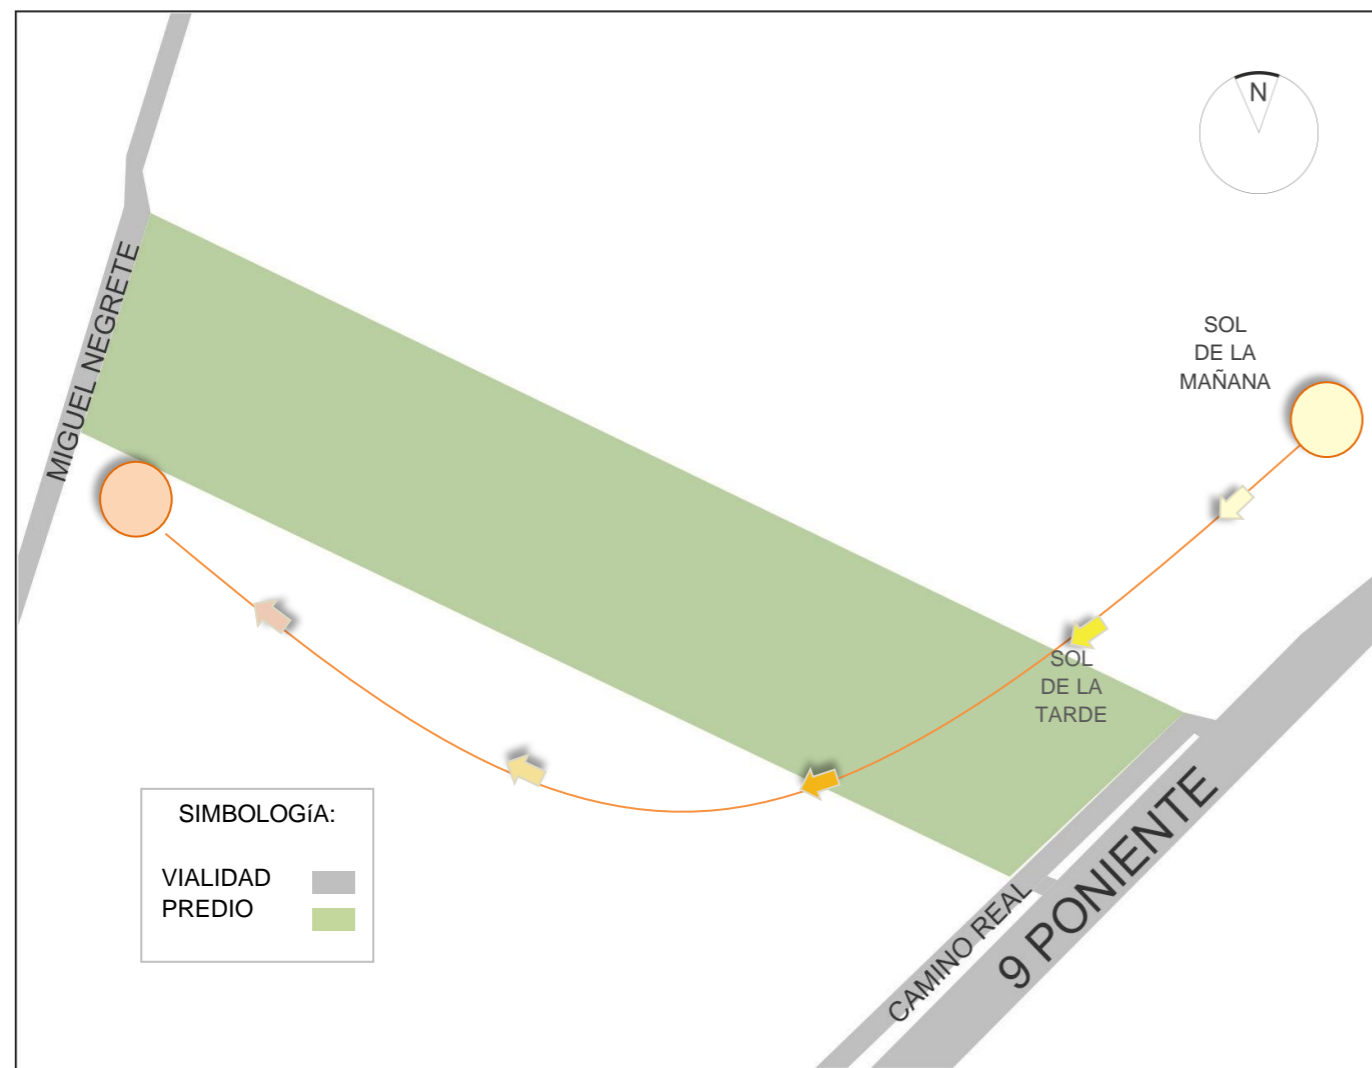 N
SOL
DE LA
MAÑANA
MIGUEL NEGRETE
SOL
DE LA
TARDE
SIMBOLOGíA:
VIALIDAD
PREDIO
CAMINO REAL
9 PONIENTE